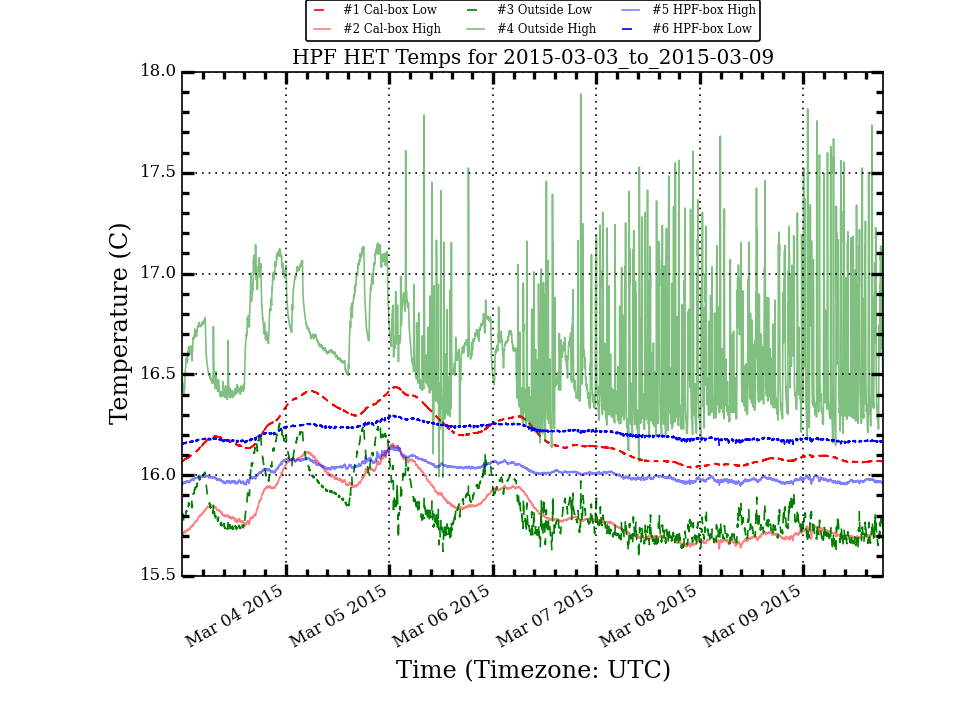 #1 Cal-box Low #3 Outside Low #5 HPF-box High
#2 Cal-box High #4 Outside High #6 HPF-box Low
HPF HET Temps for 2015-03-03_to_2015-03-09
18.0
17.5
17.0
16.5
16.0
15.5
Temperature (C)
Mar 04 2015 Mar 05 2015 Mar 06 2015 Mar 07 2015 Mar 08 2015 Mar 09 2015
Time (Timezone: UTC)